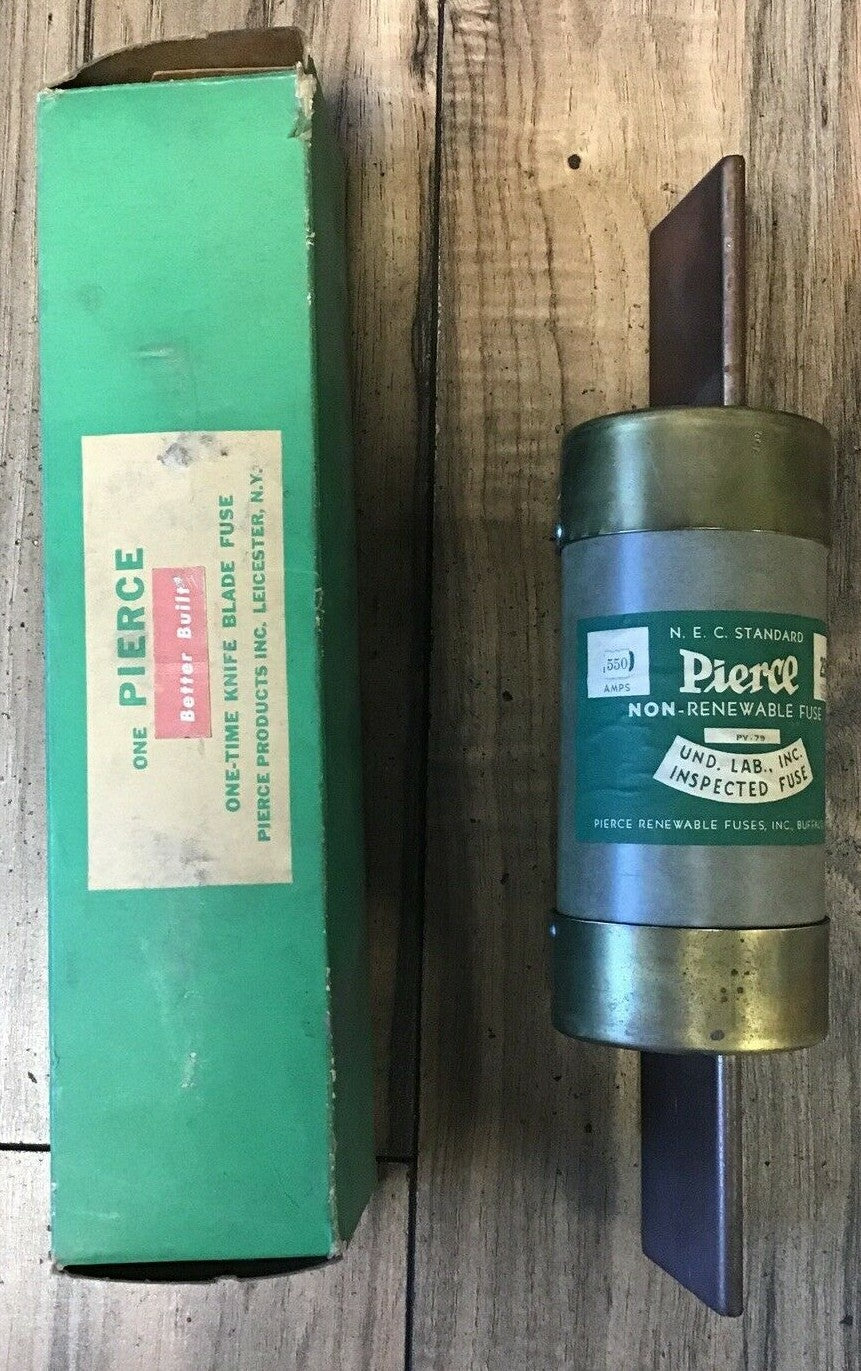 ONE PIERCE
Better Built
ONE-TIME KNIFE BLADE FUSE
PIERCE PRODUCTS INC. LEICESTER, N.Y.
N. E. C. STANDARD
550
AMPS
Pierce
NON-RENEWABLE FUSE
PV-79
UND. LAB., INC.
INSPECTED FUSE
PIERCE RENEWABLE FUSES, INC.,